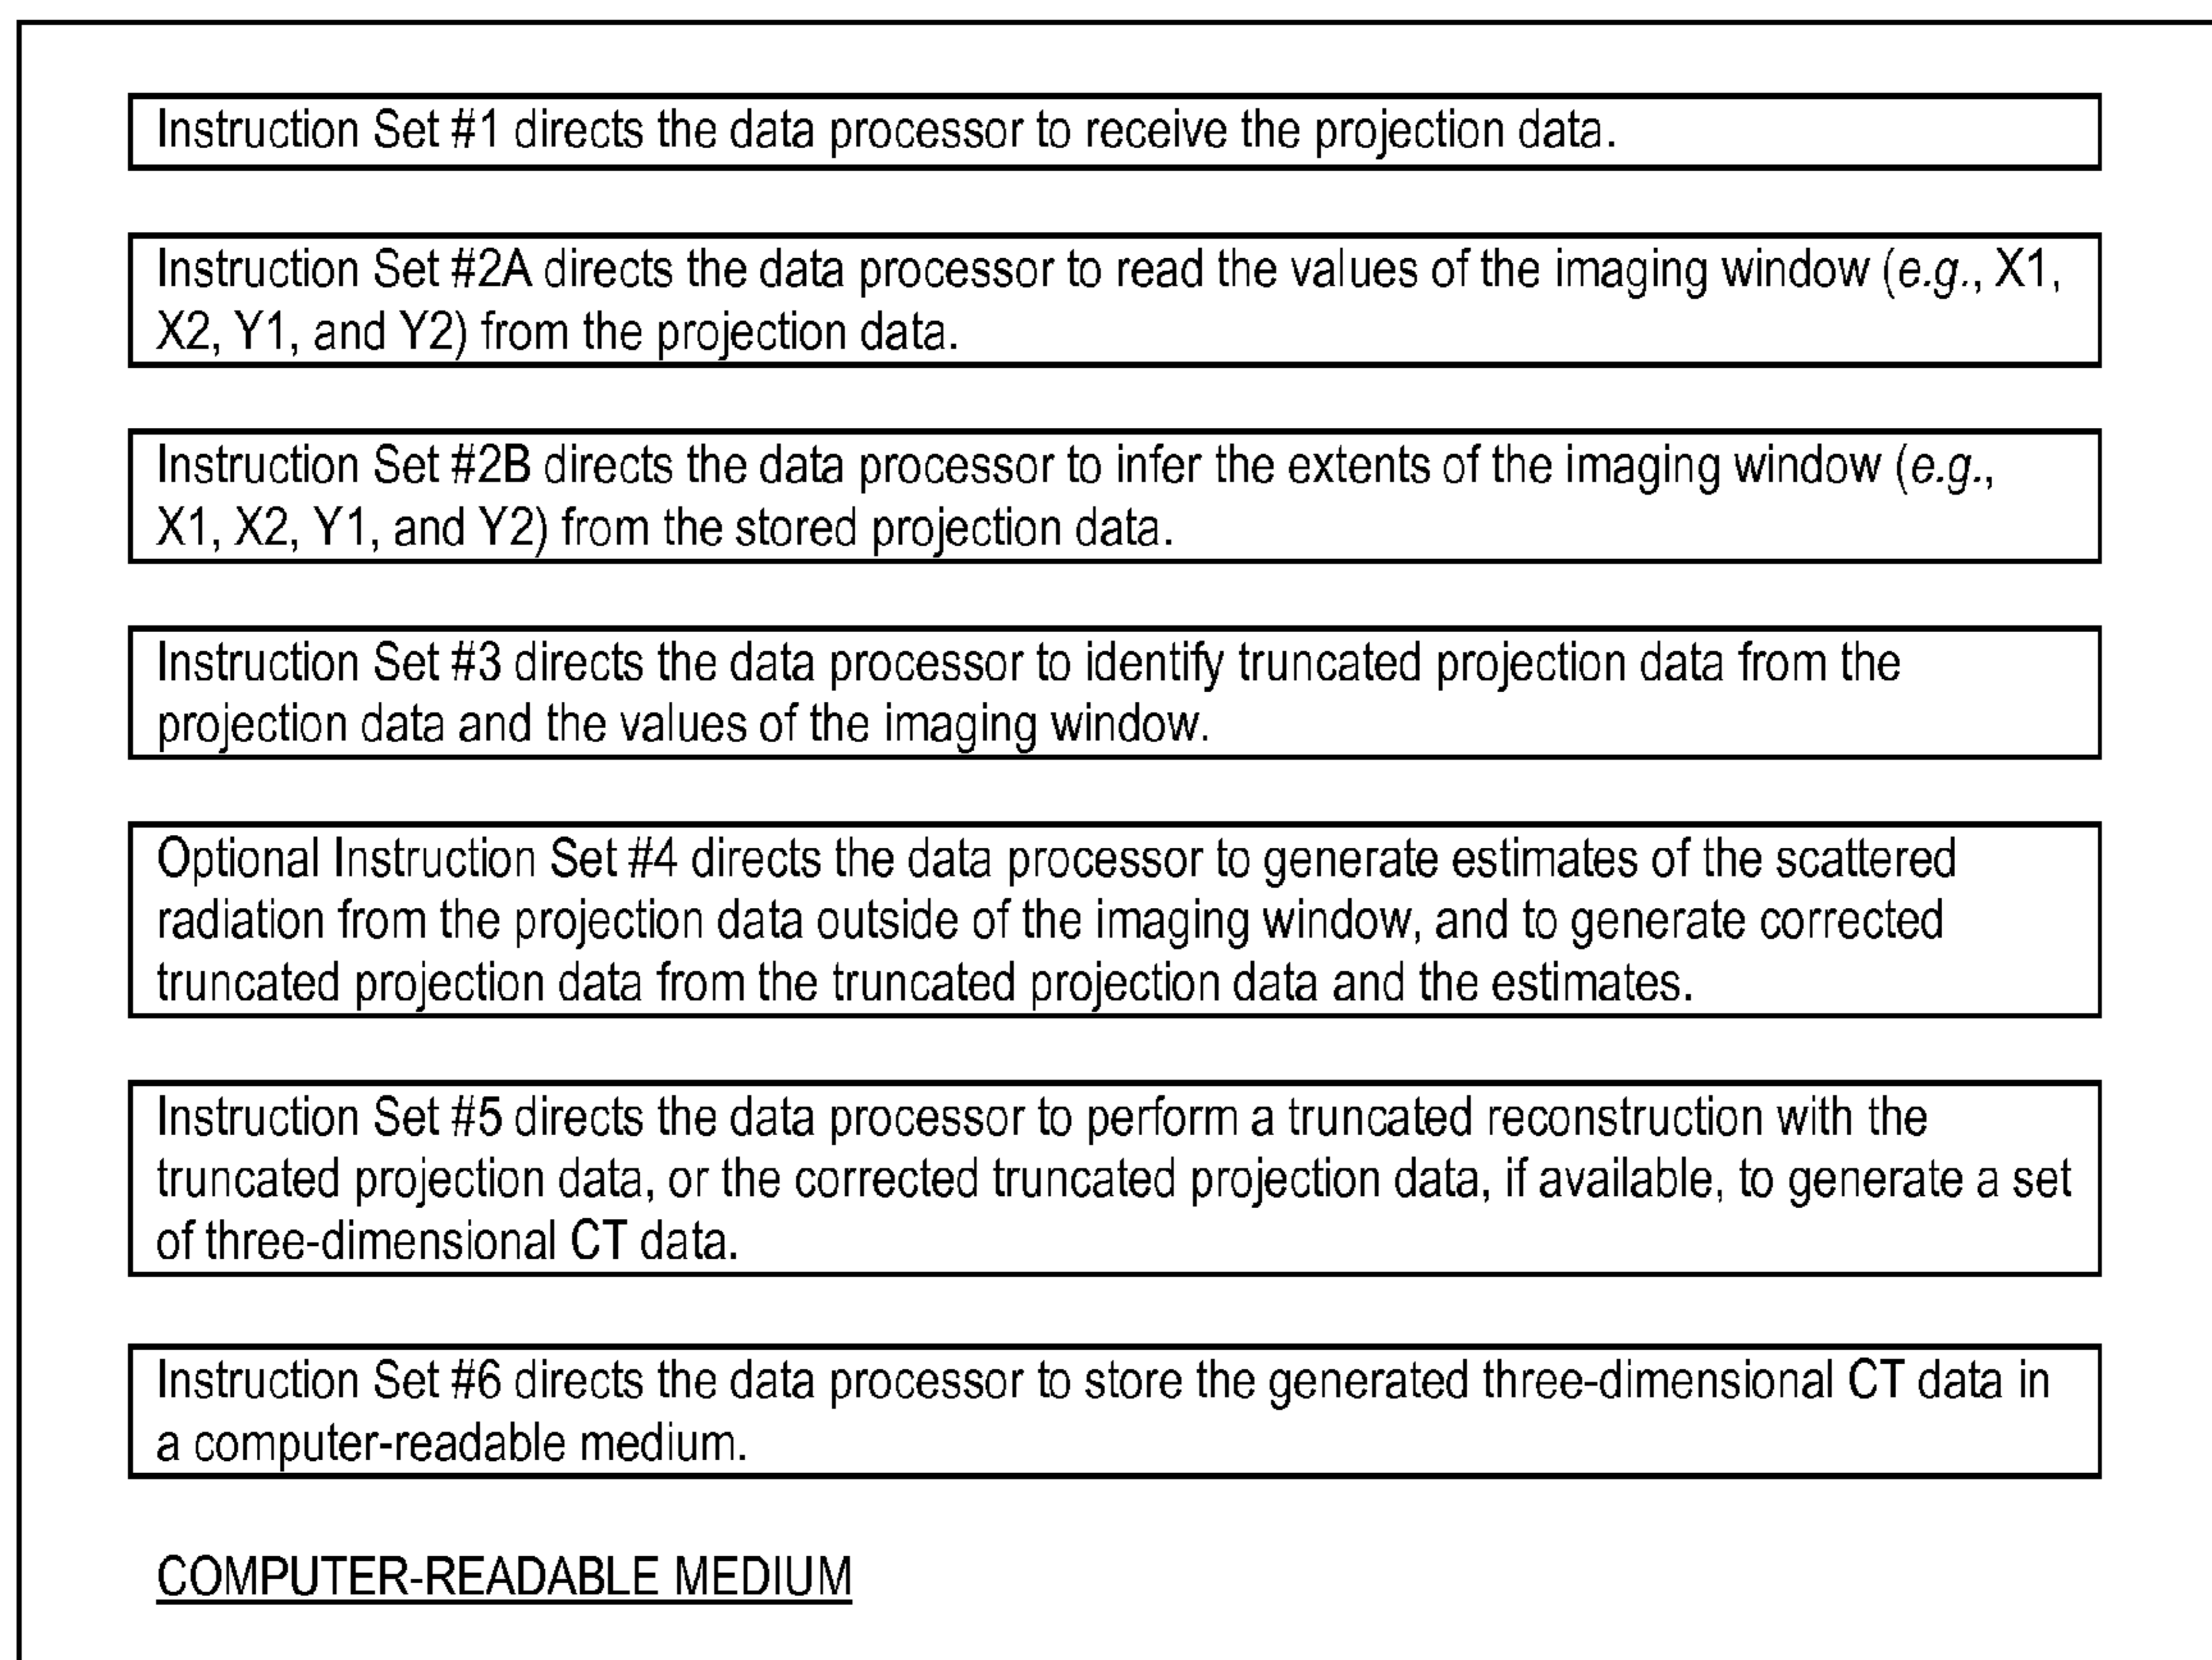 Instruction Set #1 directs the data processor to receive the projection data.
Instruction Set #2A directs the data processor to read the values of the imaging window (e.g., X1,
X2, Y1, and Y2) from the projection data.
Instruction Set #2B directs the data processor to infer the extents of the imaging window (e.g.,
X1, X2, Y1, and Y2) from the stored projection data.
Instruction Set #3 directs the data processor to identify truncated projection data from the
projection data and the values of the imaging window.
Optional Instruction Set #4 directs the data processor to generate estimates of the scattered
radiation from the projection data outside of the imaging window, and to generate corrected
truncated projection data from the truncated projection data and the estimates.
Instruction Set #5 directs the data processor to perform a truncated reconstruction with the
truncated projection data, or the corrected truncated projection data, if available, to generate a set
of three-dimensional CT data.
Instruction Set #6 directs the data processor to store the generated three-dimensional CT data in
a computer-readable medium.
COMPUTER-READABLE MEDIUM